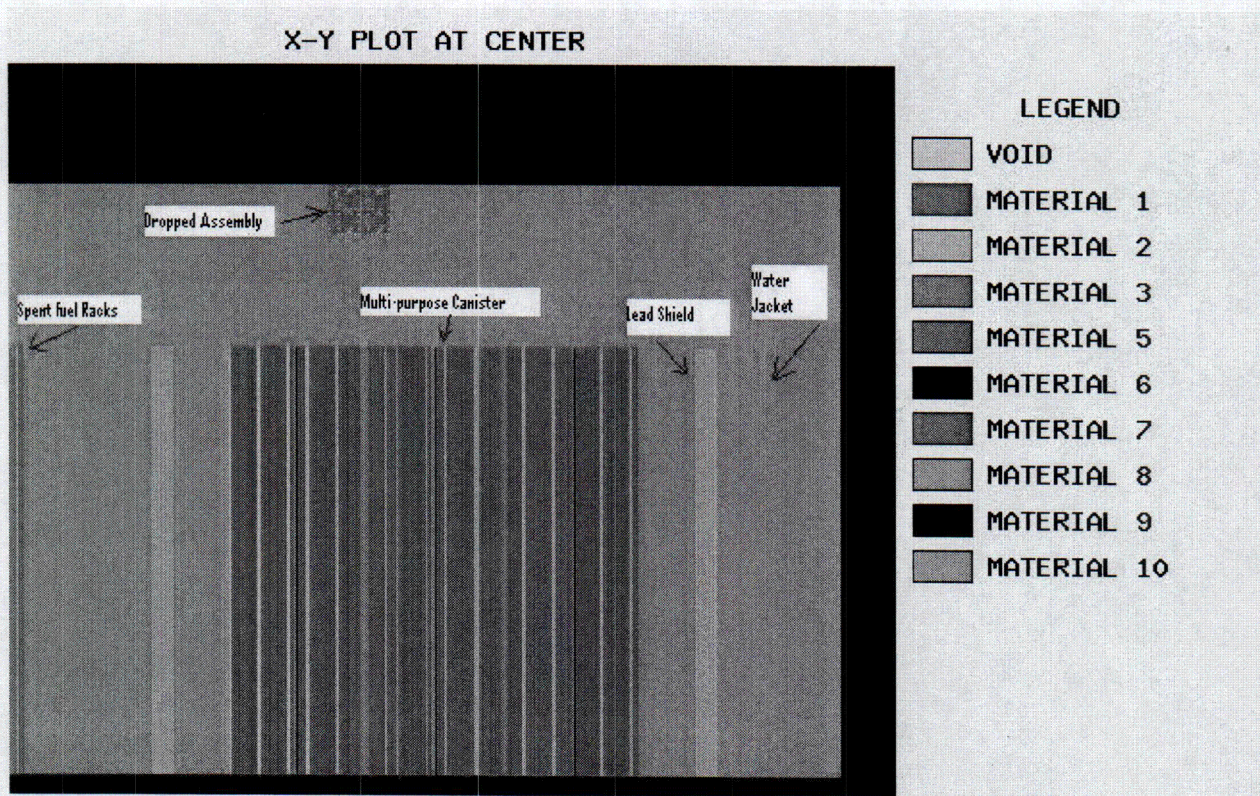 X-Y PLOT AT CENTER
LEGEND
VOID
MATERIAL 1
MATERIAL 2
MATERIAL 3
MATERIAL 5
MATERIAL 6
MATERIAL 7
MATERIAL 8
MATERIAL 9
MATERIAL 10
Dropped Assembly
Spent fuel Racks
Multi-purpose Canister
Lead Shield
Water
Jacket